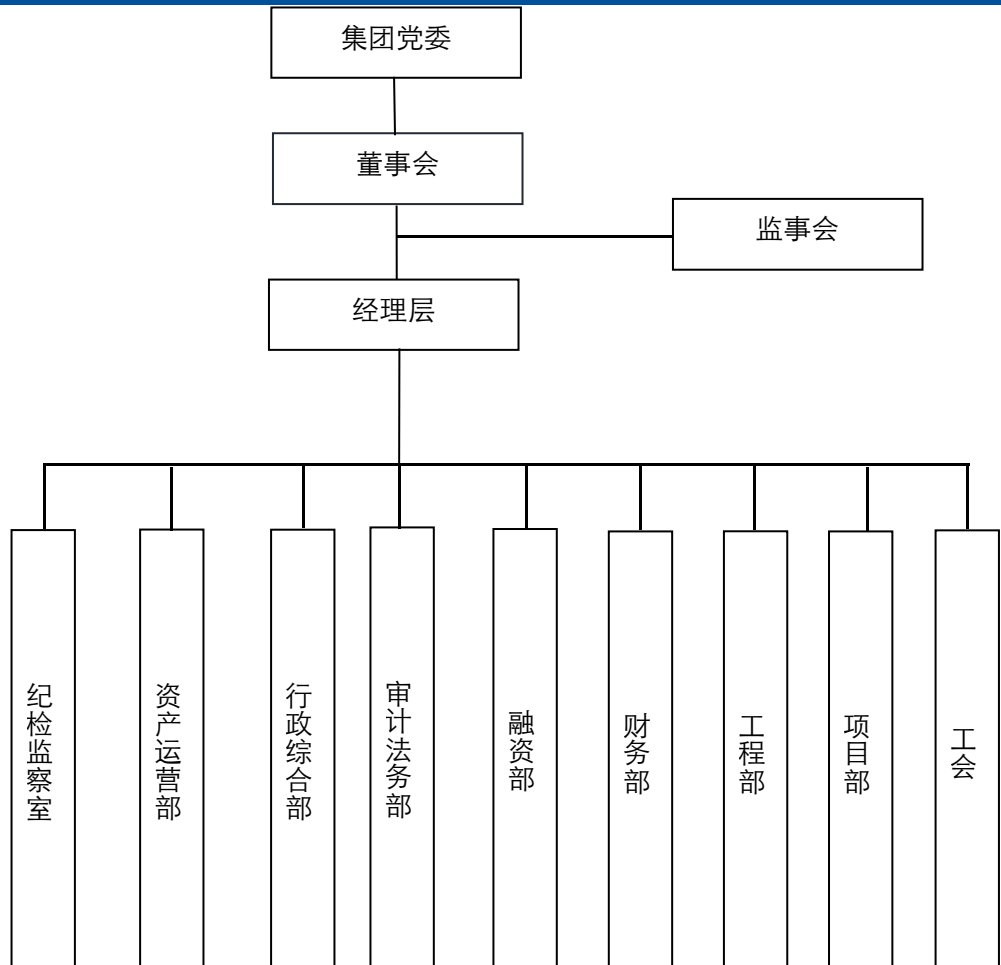 集团党委
董事会
监事会
经理层
纪检监察室
资产运营部
行政综合部
审计法务部
融资部
财务部
工程部
项目部
工会